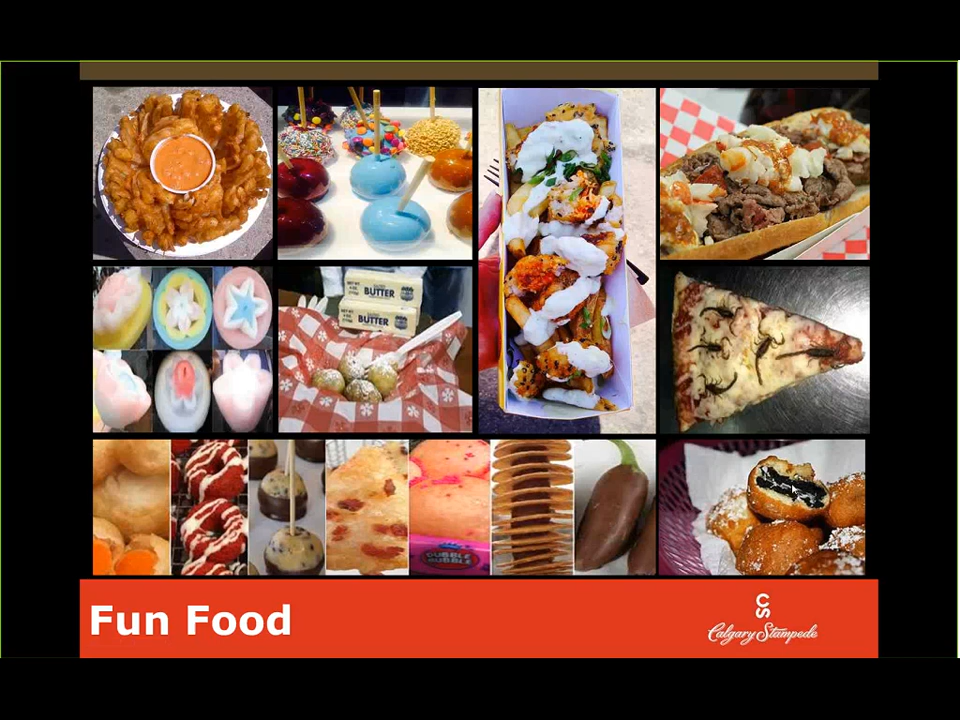 BUTTER
BUTTER
DUBBLE
BUBBLE
Fun Food
CS
Calgary Stampede